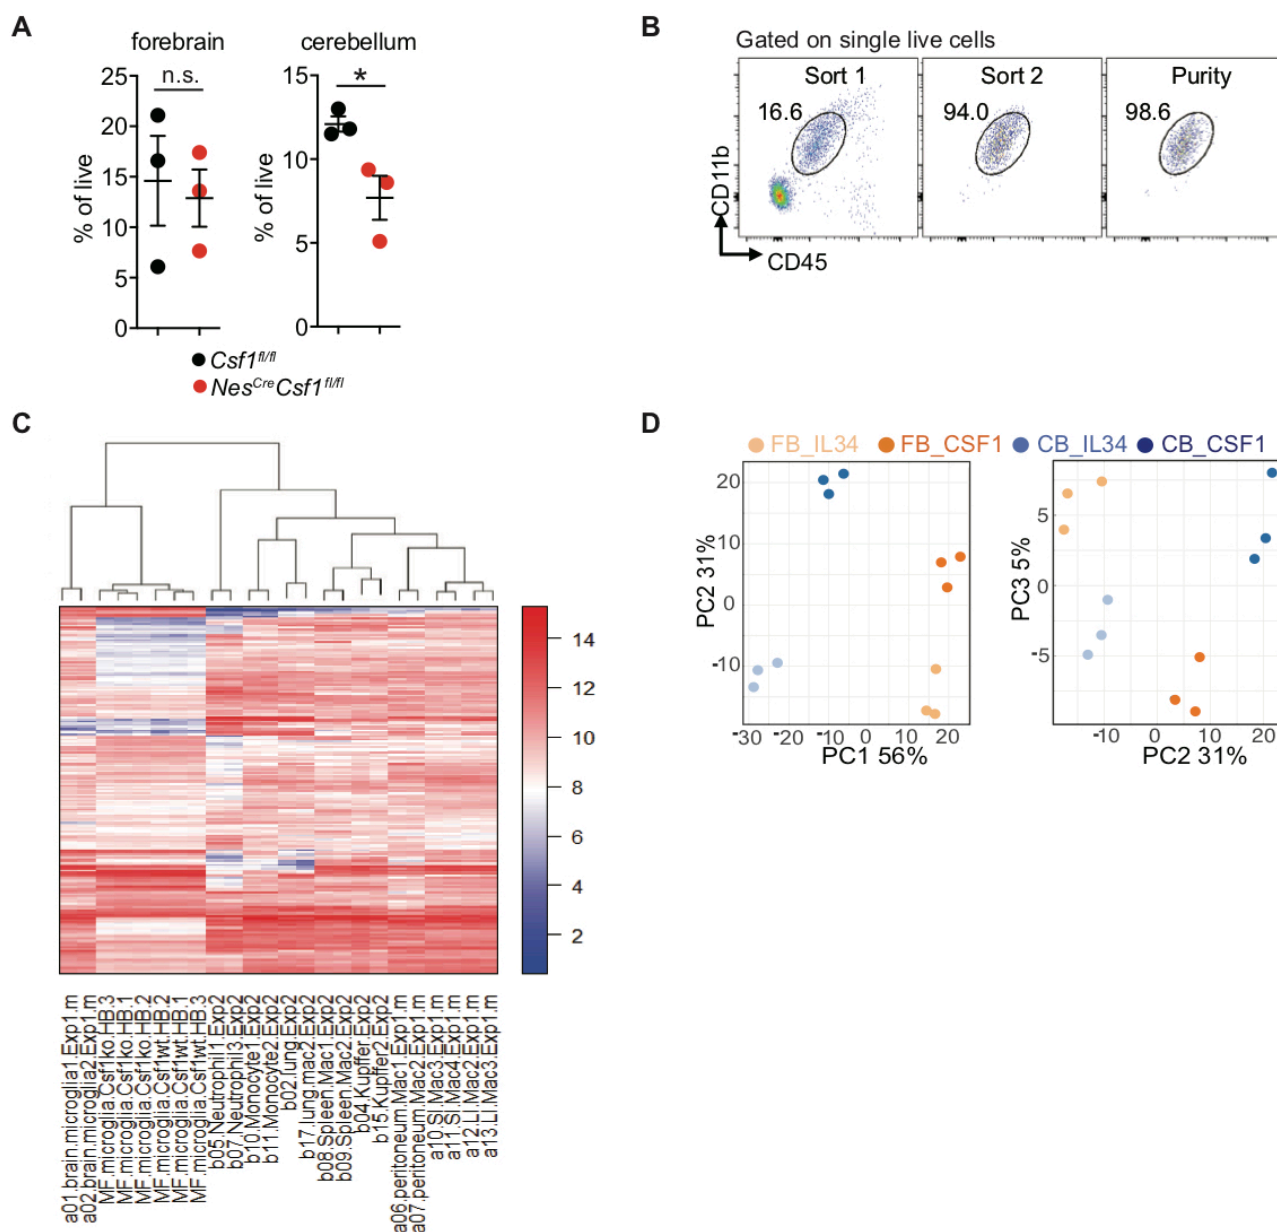 A
forebrain
cerebellum
% of live
25
20
15
10
5
0
n.s.
% of live
15
10
5
0
*
Csf1fl/fl
NesCreCsf1fl/fl
B
Gated on single live cells
Sort 1
16.6
Sort 2
94.0
Purity
98.6
CD11b
CD45
C
14
12
10
8
6
4
2
a01.brain.microglia1.Exp1.m
a02.brain.microglia2.Exp1.m
MF.microglia.Csf1ko.HB.3
MF.microglia.Csf1ko.HB.1
MF.microglia.Csf1ko.HB.2
MF.microglia.Csf1wt.HB.2
MF.microglia.Csf1wt.HB.1
MF.microglia.Csf1wt.HB.3
b05.Neutrophil1.Exp2
b07.Neutrophil3.Exp2
b10.Monocyte1.Exp2
b11.Monocyte2.Exp2
b02.lung.Exp2
b17.lung.mac2.Exp2
b08.Spleen.Mac1.Exp2
b09.Spleen.Mac2.Exp2
b04.Kupffer.Exp2
b15.Kupffer2.Exp2
a06.peritoneum.Mac1.Exp1.m
a07.peritoneum.Mac2.Exp1.m
a10.SI.Mac3.Exp1.m
a11.SI.Mac4.Exp1.m
a12.LI.Mac2.Exp1.m
a13.LI.Mac3.Exp1.m
D
FB_IL34 FB_CSF1 CB_IL34 CB_CSF1
PC2 31%
20
10
0
-10
-30 -20 -10 0 10 20
PC1 56%
PC3 5%
5
0
-5
-10 0 10 20
PC2 31%